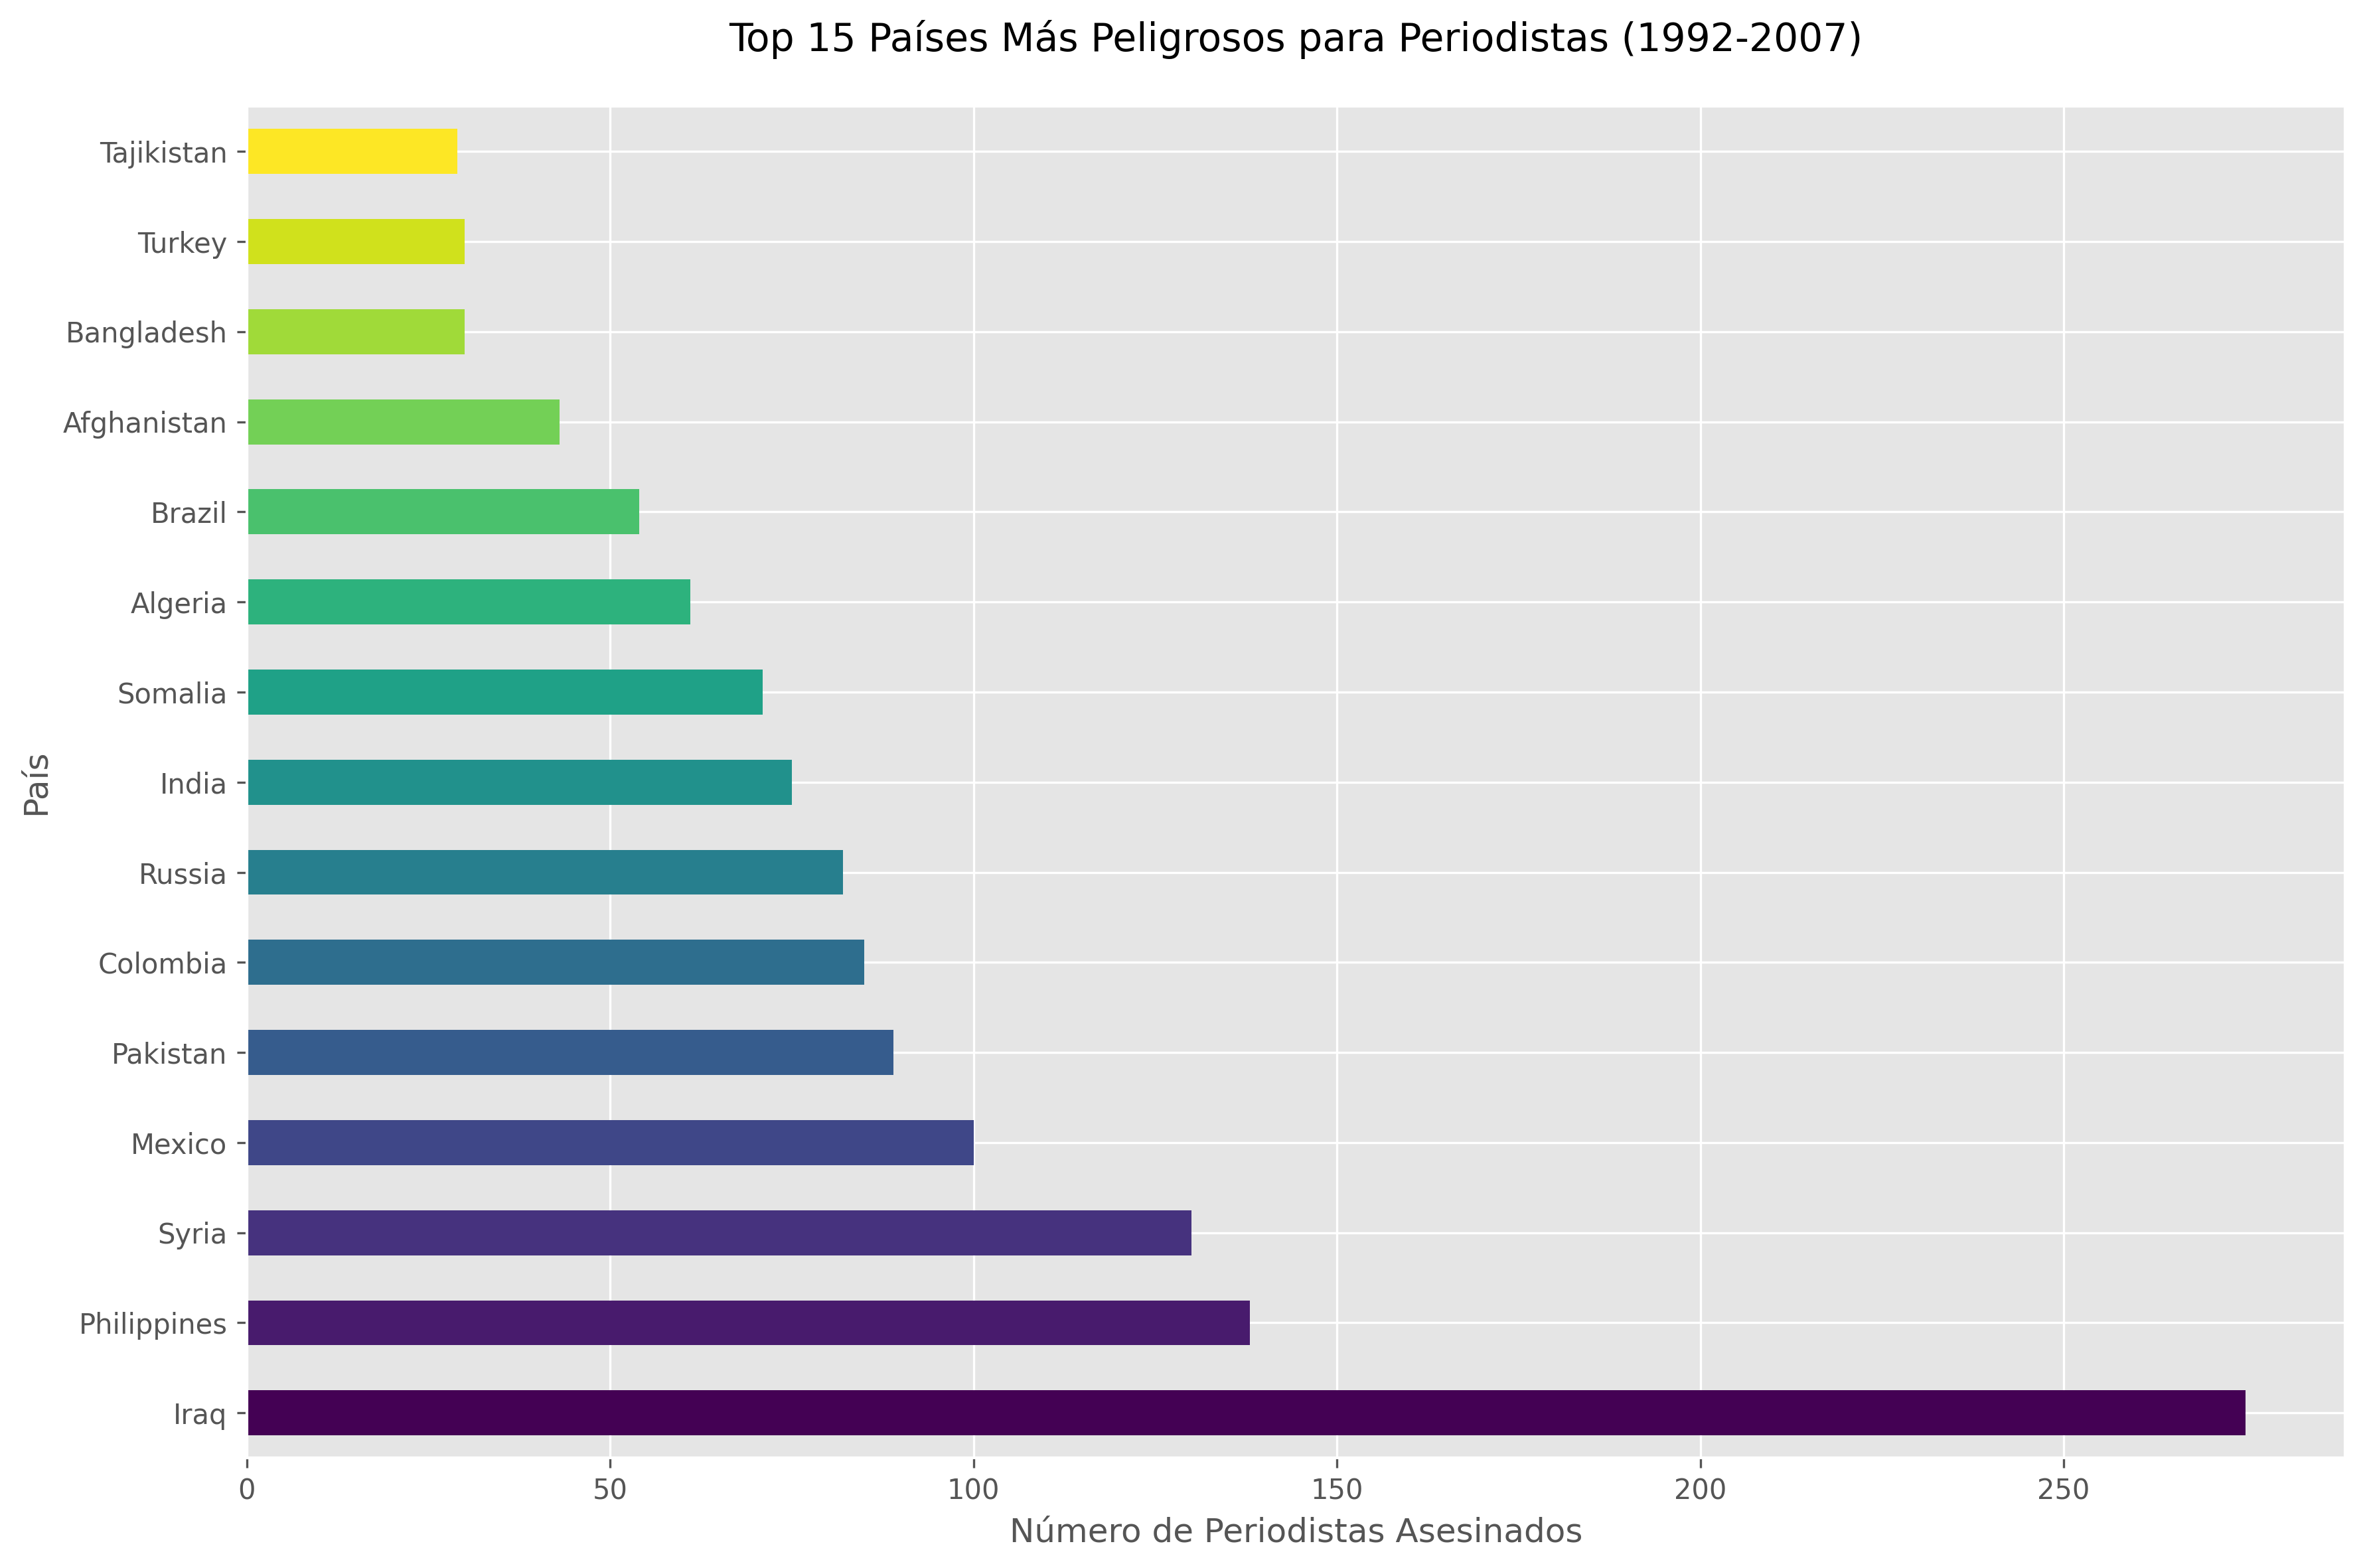 Top 15 Países Más Peligrosos para Periodistas (1992-2007)
Tajikistan
Turkey
Bangladesh
Afghanistan
Brazil
Algeria
Somalia
India
Russia
Colombia
Pakistan
Mexico
Syria
Philippines
Iraq
País
0 50 100 150 200 250
Número de Periodistas Asesinados